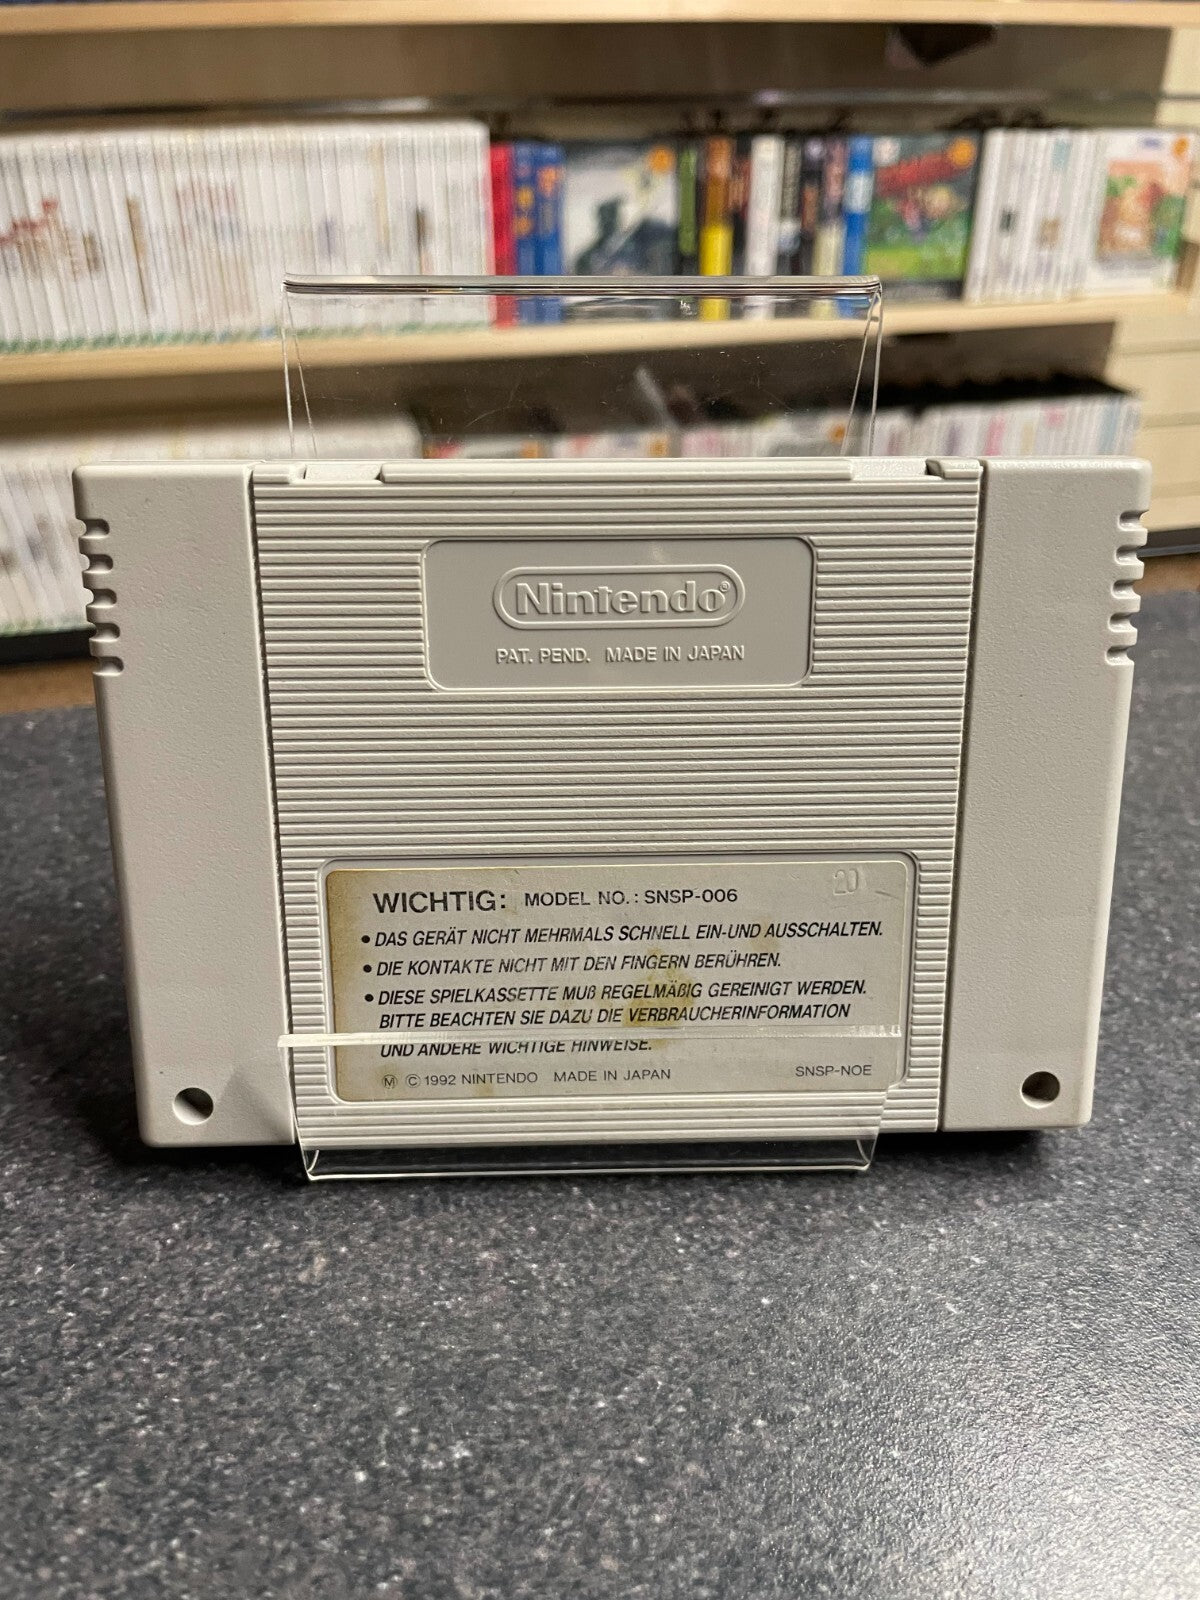 Nintendo®
PAT. PEND. MADE IN JAPAN
20
WICHTIG: MODEL NO.: SNSP-006
• DAS GERÄT NICHT MEHRMALS SCHNELL EIN-UND AUSSCHALTEN.
• DIE KONTAKTE NICHT MIT DEN FINGERN BERÜHREN.
• DIESE SPIELKASSETTE MUß REGELMÄßIG GEREINIGT WERDEN.
BITTE BEACHTEN SIE DAZU DIE VERBRAUCHERINFORMATION
UND ANDERE WICHTIGE HINWEISE.
Ⓜ © 1992 NINTENDO MADE IN JAPAN SNSP-NOE